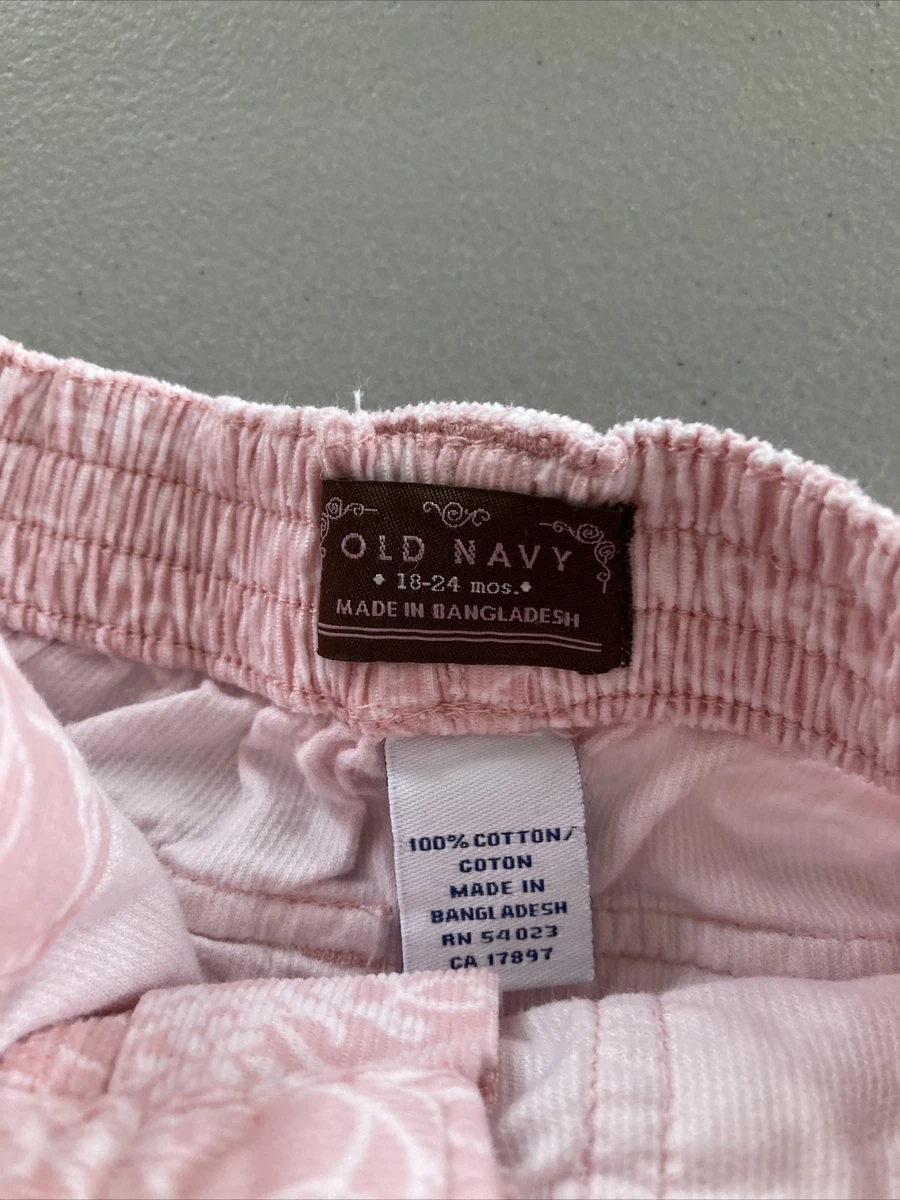 OLD NAVY
• 18-24 mos.•
MADE IN BANGLADESH
100% COTTON/
COTON
MADE IN
BANGLADESH
RN 54023
CA 17897